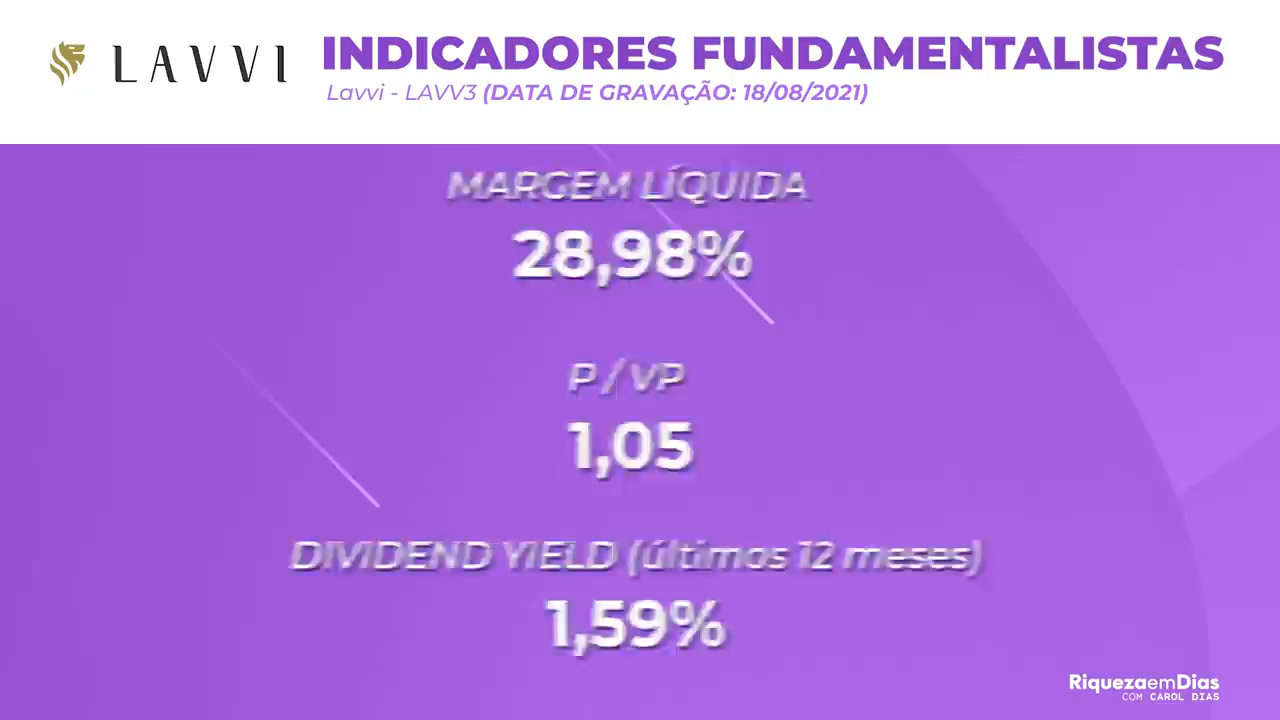 LAVVI
INDICADORES FUNDAMENTALISTAS
Lavvi - LAVV3 (DATA DE GRAVAÇÃO: 18/08/2021)
MARGEM LÍQUIDA
28,98%
P / VP
1,05
DIVIDEND YIELD (últimos 12 meses)
1,59%
RiquezaemDias
COM CAROL DIAS